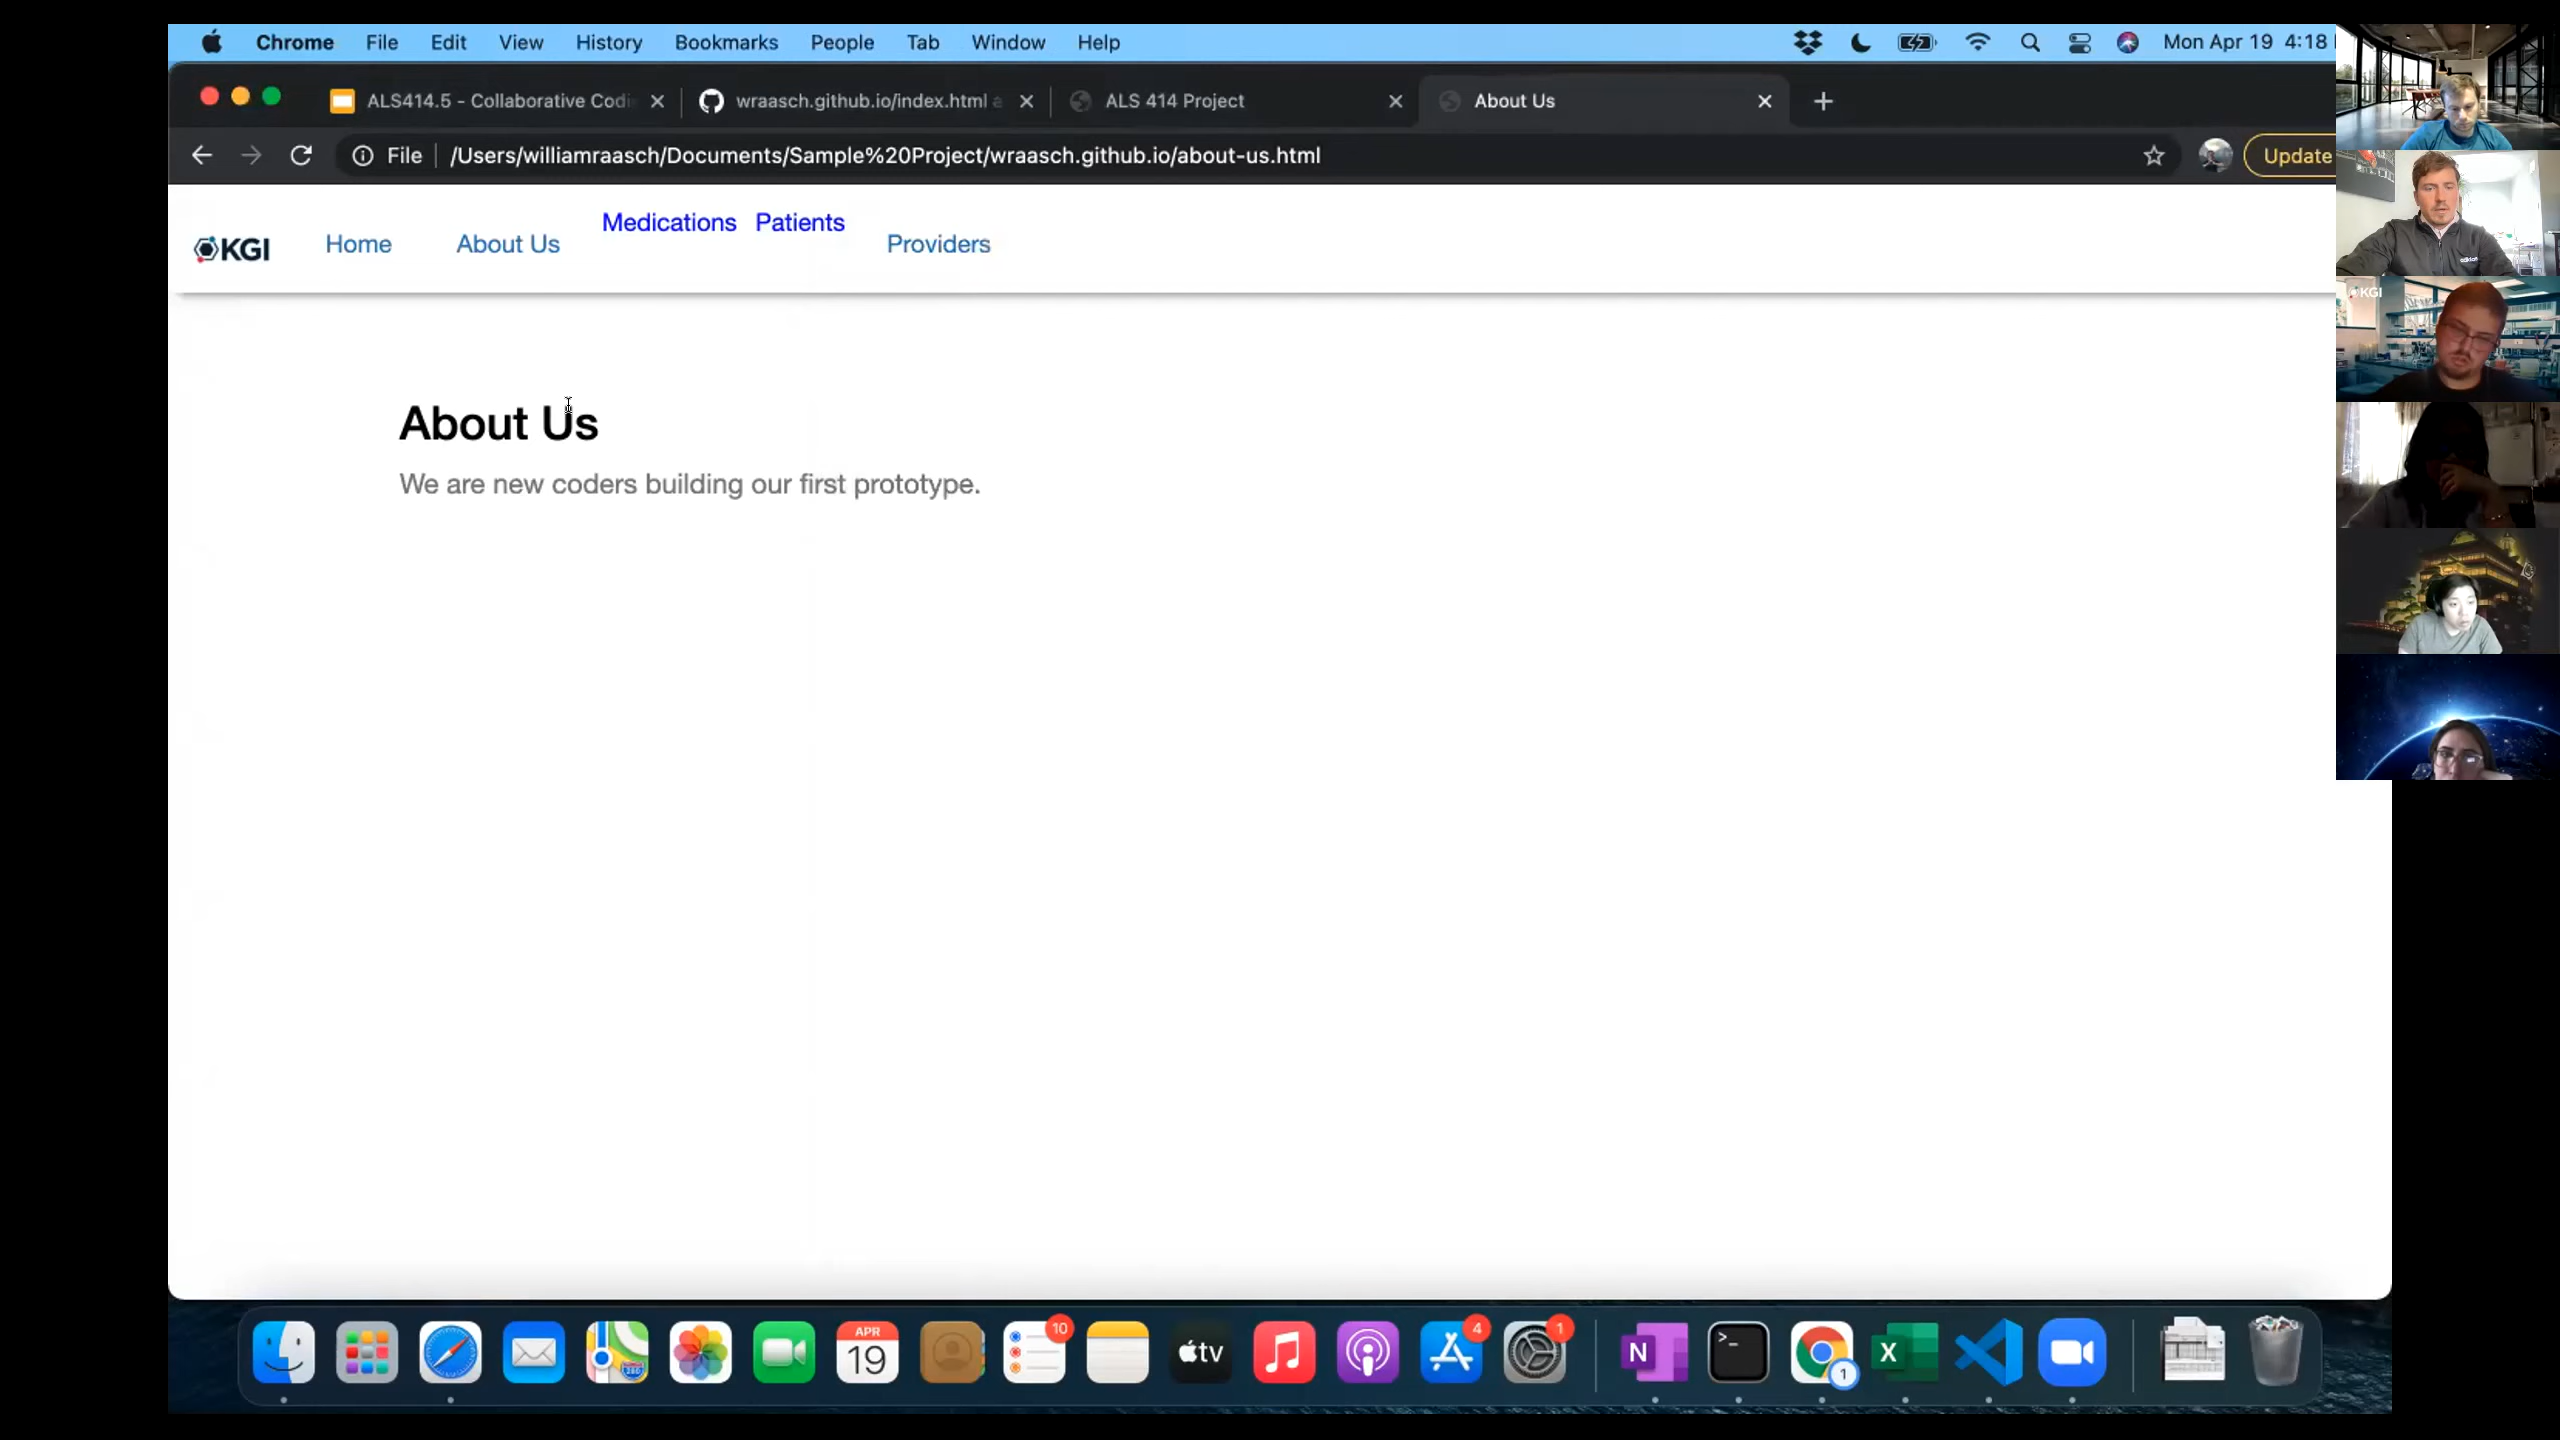 Chrome File Edit View History Bookmarks People Tab Window Help Mon Apr 19 4:18
ALS414.5 - Collaborative Codi wraasch.github.io/index.html a ALS 414 Project About Us
File /Users/williamraasch/Documents/Sample%20Project/wraasch.github.io/about-us.html Update
KGI Home About Us Medications Patients Providers
About Us
We are new coders building our first prototype.
KGI
APR
19
10
tv
4
1
N
>_
1
X